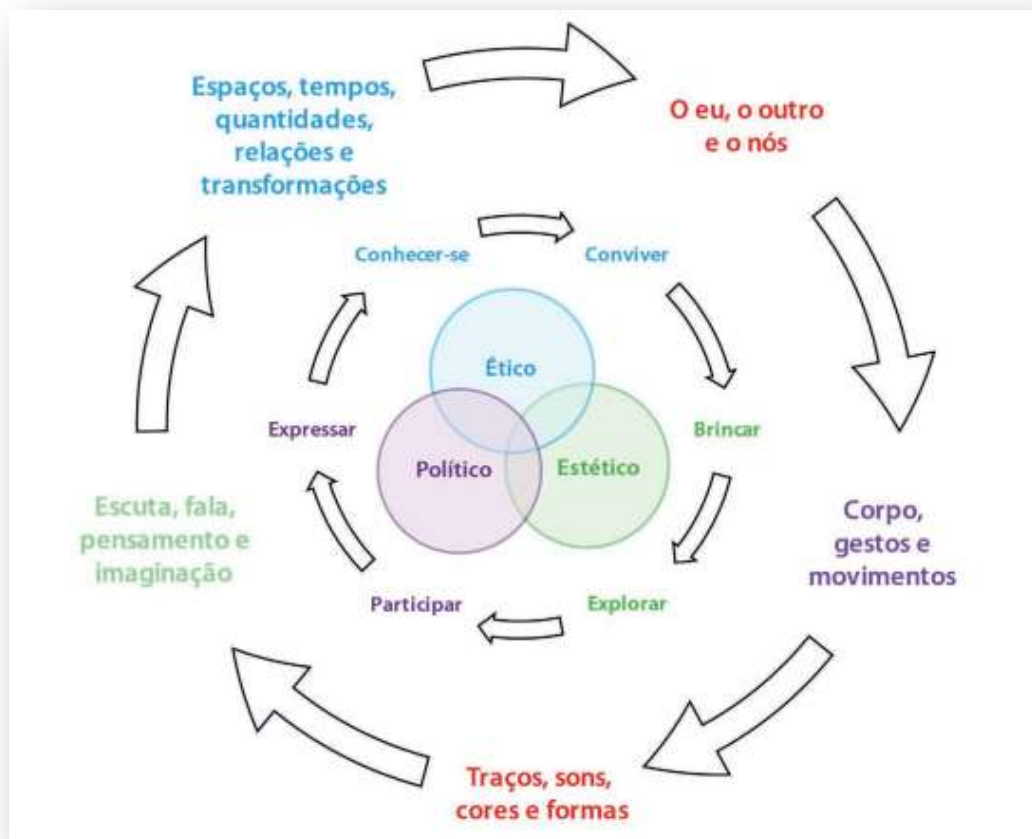 Espaços, tempos,
quantidades,
relações e
transformações
O eu, o outro
e o nós
Conhecer-se
Conviver
Ético
Expressar
Brincar
Político
Estético
Escuta, fala,
pensamento e
imaginação
Corpo,
gestos e
movimentos
Participar
Explorar
Traços, sons,
cores e formas